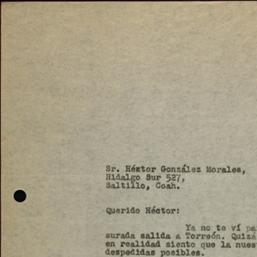 Sr. Héctor González Morales,
Hidalgo Sur 527,
Saltillo, Coah.
Querido Héctor:
Ya no te ví pa
surada salida a Torreón. Quizá
en realidad siento que la nues
despedidas posibles.